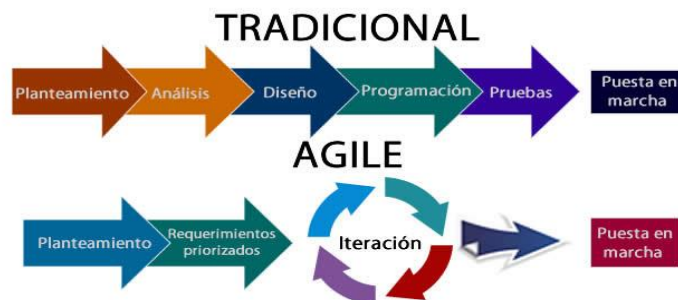 TRADICIONAL
Planteamiento
Análisis
Diseño
Programación
Pruebas
Puesta en
marcha
AGILE
Planteamiento
Requerimientos
priorizados
Iteración
Puesta en
marcha